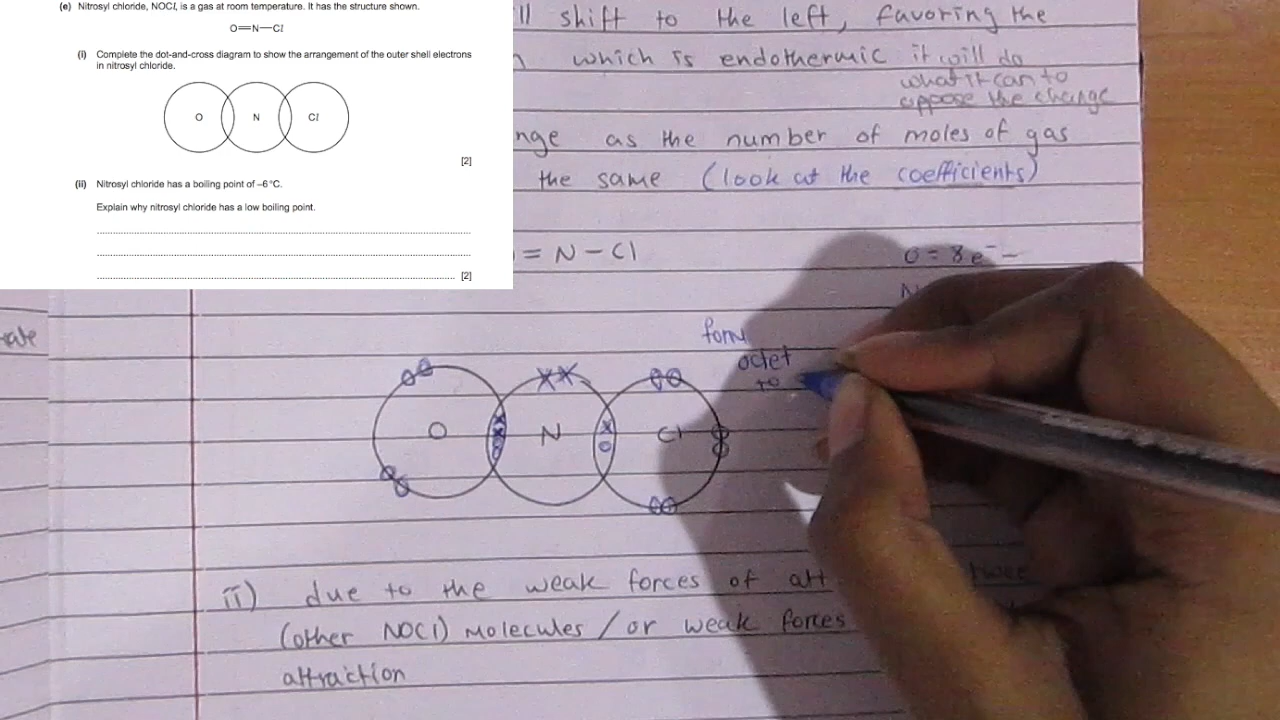 (e) Nitrosyl chloride, NOCl, is a gas at room temperature. It has the structure shown.
O=N—Cl
(i) Complete the dot-and-cross diagram to show the arrangement of the outer shell electrons
in nitrosyl chloride.
O N Cl
[2]
(ii) Nitrosyl chloride has a boiling point of –6°C.
Explain why nitrosyl chloride has a low boiling point.
[2]
shift to the left, favoring the
which is endothermic it will do
what it can to
oppose the change
as the number of moles of gas
the same (look at the coefficients)
= N - Cl
O = 8e⁻ -
N
form
octet
to
xx
O N Cl
ii) due to the weak forces of att
(other NOCl) molecules / or weak forces
attraction